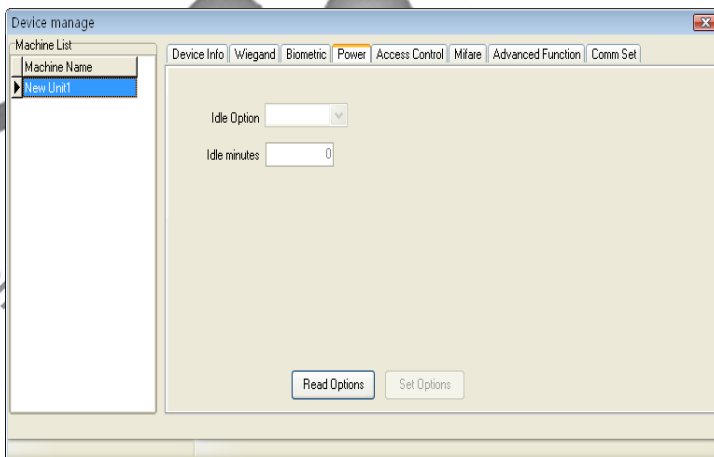 Device manage
Machine List
Machine Name
New Unit1
Device Info Wiegand Biometric Power Access Control Mifare Advanced Function Comm Set
Idle Option
Idle minutes 0
Read Options Set Options